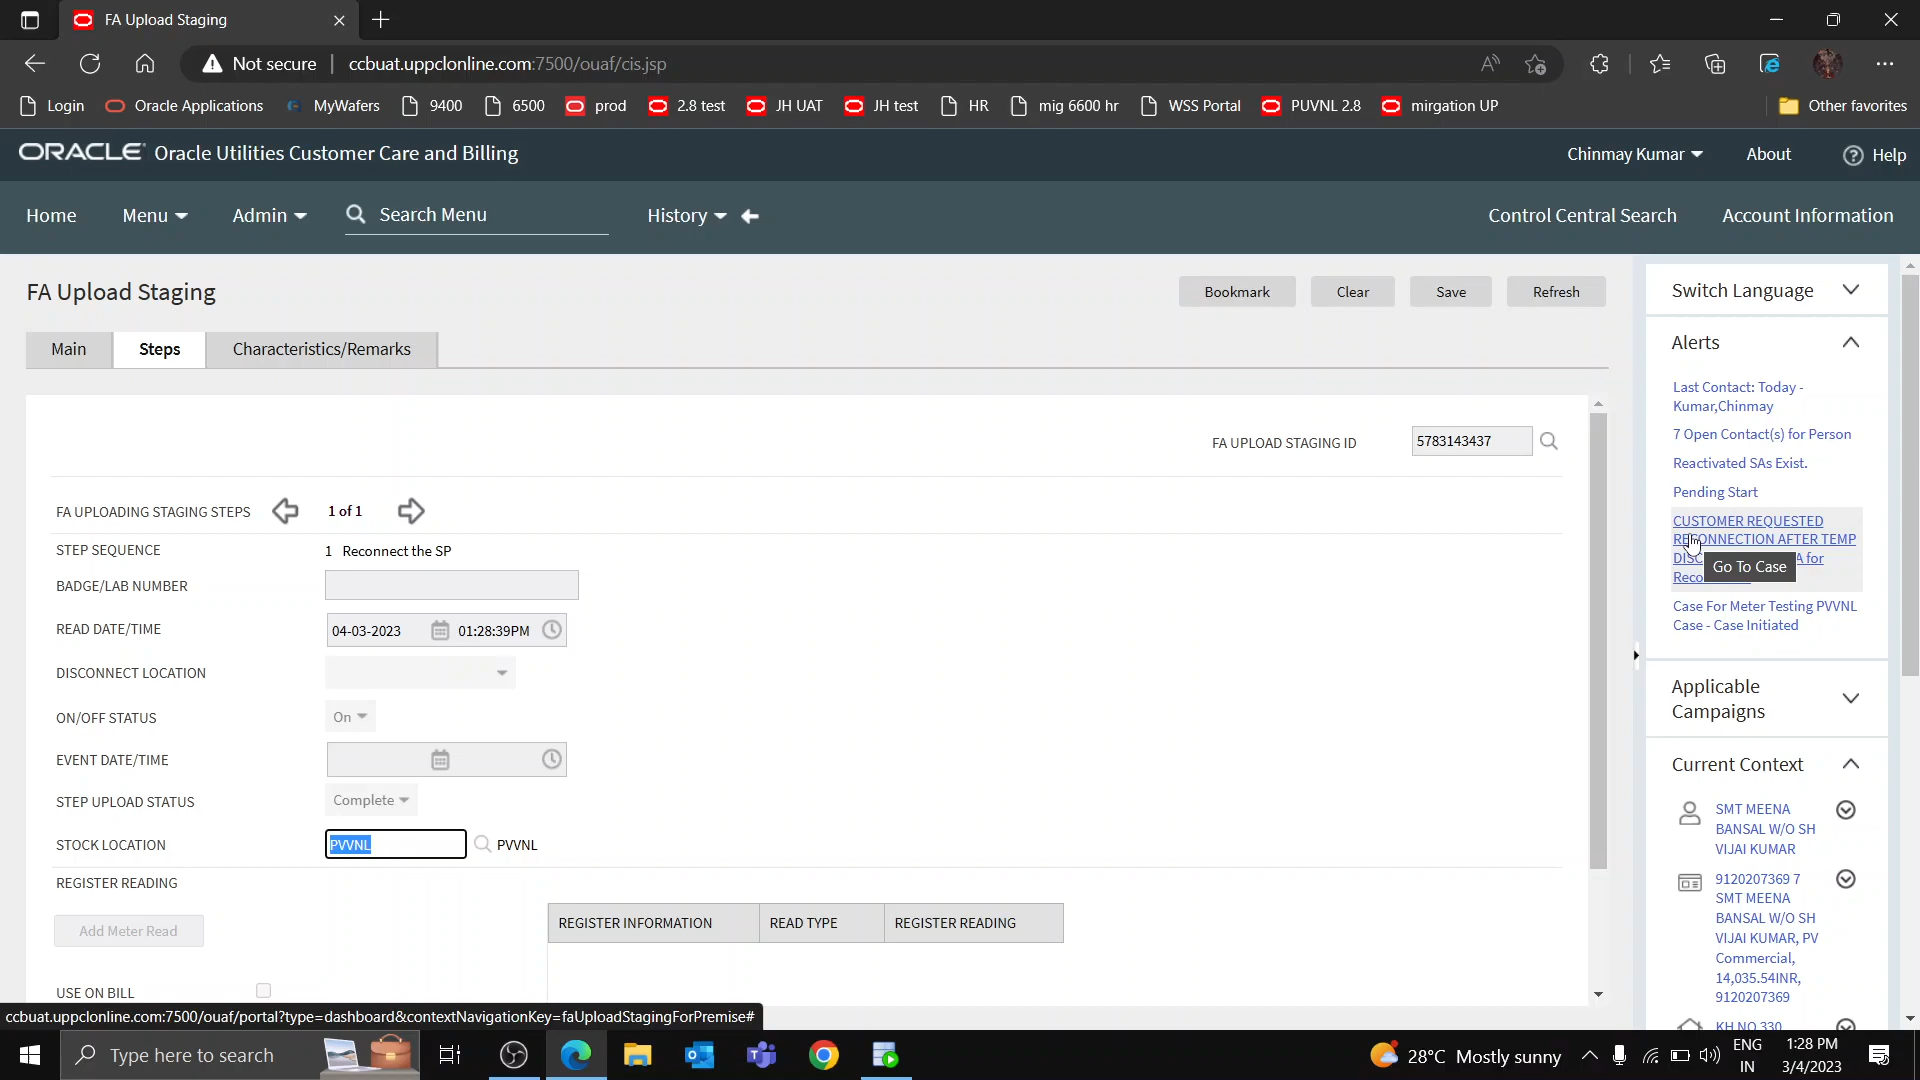 FA Upload Staging
Not secure
ccbuat.uppclonline.com:7500/ouaf/cis.jsp
Login
Oracle Applications
MyWafers
9400
6500
prod
2.8 test
JH UAT
JH test
HR
mig 6600 hr
WSS Portal
PUVNL 2.8
mirgation UP
Other favorites
ORACLE Oracle Utilities Customer Care and Billing
Chinmay Kumar
About
Help
Home
Menu
Admin
Search Menu
History
Control Central Search
Account Information
FA Upload Staging
Bookmark
Clear
Save
Refresh
Main
Steps
Characteristics/Remarks
FA UPLOAD STAGING ID 5783143437
FA UPLOADING STAGING STEPS 1 of 1
STEP SEQUENCE 1 Reconnect the SP
BADGE/LAB NUMBER
READ DATE/TIME 04-03-2023 01:28:39PM
DISCONNECT LOCATION
ON/OFF STATUS On
EVENT DATE/TIME
STEP UPLOAD STATUS Complete
STOCK LOCATION PVVNL PVVNL
REGISTER READING
Add Meter Read
REGISTER INFORMATION READ TYPE REGISTER READING
USE ON BILL
Switch Language
Alerts
Last Contact: Today -
Kumar,Chinmay
7 Open Contact(s) for Person
Reactivated SAs Exist.
Pending Start
CUSTOMER REQUESTED
RECONNECTION AFTER TEMP
A for
Go To Case
Case For Meter Testing PVVNL
Case - Case Initiated
Applicable
Campaigns
Current Context
SMT MEENA
BANSAL W/O SH
VIJAI KUMAR
9120207369 7
SMT MEENA
BANSAL W/O SH
VIJAI KUMAR, PV
Commercial,
14,035.54INR,
9120207369
KH NO 330
ccbuat.uppclonline.com:7500/ouaf/portal?type=dashboard&contextNavigationKey=faUploadStagingForPremise#
Type here to search
28°C Mostly sunny
ENG
IN
1:28 PM
3/4/2023